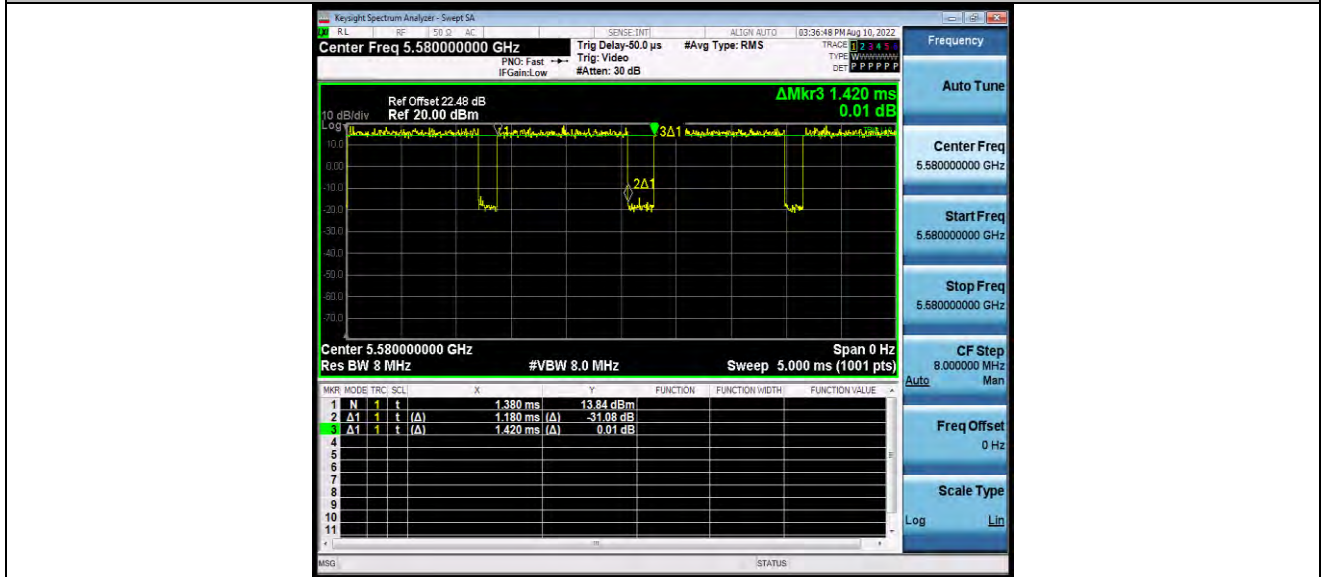 Keysight Spectrum Analyzer - Swept SA
RL RF 50 Ω AC SENSE:INT ALIGN AUTO 03:36:48 PM Aug 10, 2022
Center Freq 5.580000000 GHz
PNO: Fast
IFGain:Low
Trig Delay-50.0 µs
Trig: Video
#Atten: 30 dB
#Avg Type: RMS
TRACE 1 2 3 4 5 6
TYPE WWWWWW
DET P P P P P P
ΔMkr3 1.420 ms
0.01 dB
Ref Offset 22.48 dB
10 dB/div Ref 20.00 dBm
Log
1
3Δ1
10.0
0.00
2Δ1
-10.0
-20.0
-30.0
-40.0
-50.0
-60.0
-70.0
Center 5.580000000 GHz Span 0 Hz
Res BW 8 MHz #VBW 8.0 MHz Sweep 5.000 ms (1001 pts)
MKR MODE TRC SCL X Y FUNCTION FUNCTION WIDTH FUNCTION VALUE
1 N 1 t 1.380 ms 13.84 dBm
2 Δ1 1 t (Δ) 1.180 ms (Δ) -31.08 dB
3 Δ1 1 t (Δ) 1.420 ms (Δ) 0.01 dB
4
5
6
7
8
9
10
11
MSG STATUS
Frequency
Auto Tune
Center Freq
5.580000000 GHz
Start Freq
5.580000000 GHz
Stop Freq
5.580000000 GHz
CF Step
8.000000 MHz
Auto Man
Freq Offset
0 Hz
Scale Type
Log Lin